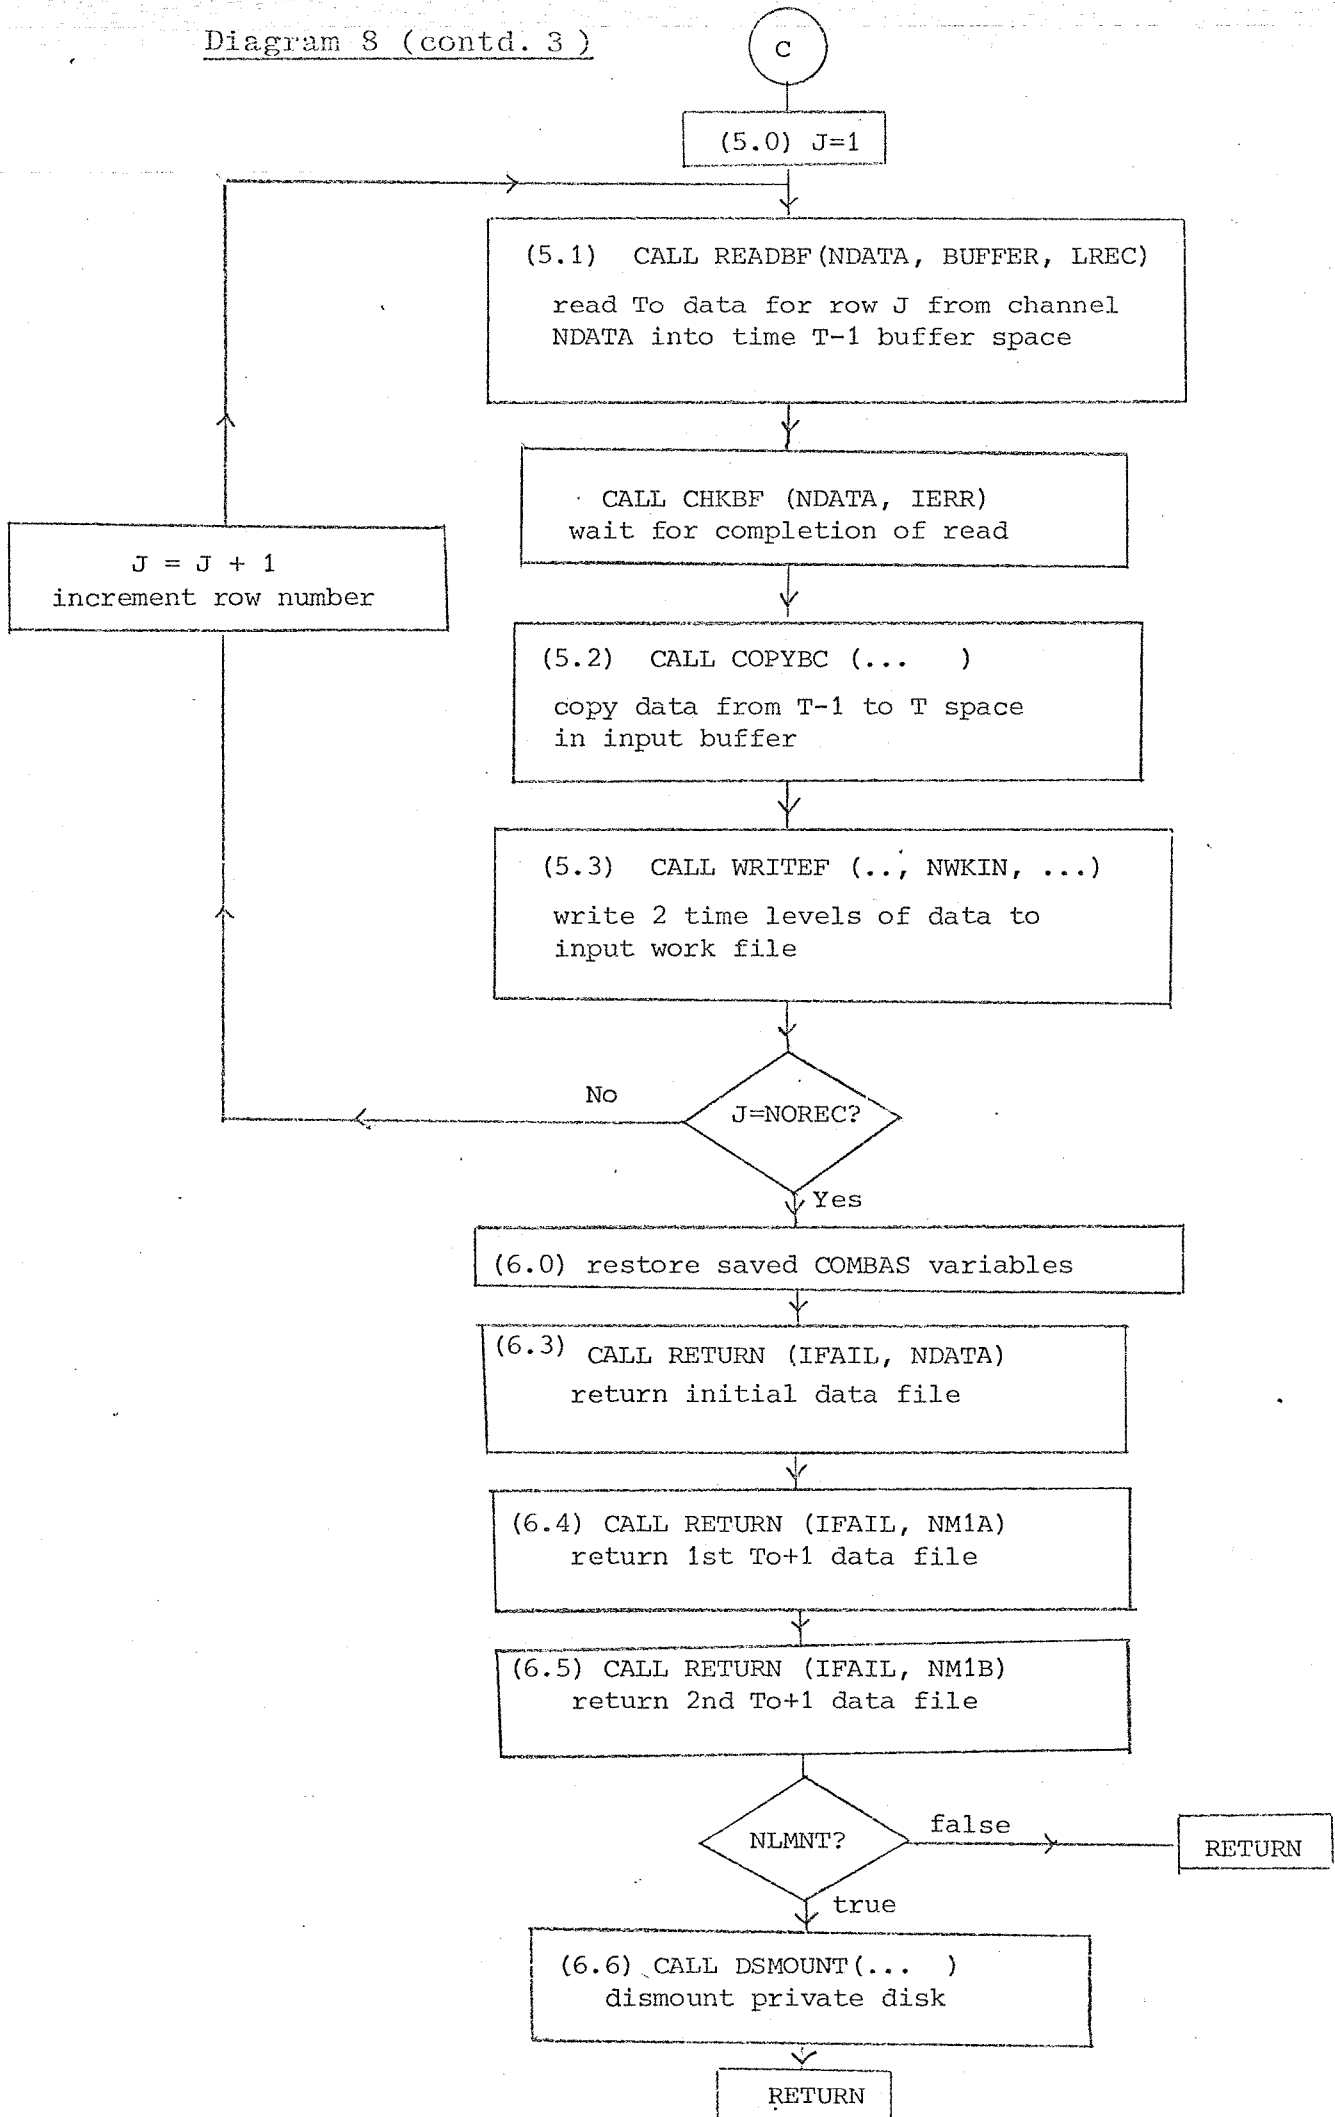 Diagram 8 (contd. 3 )
C
(5.0) J=1
(5.1) CALL READBF(NDATA, BUFFER, LREC)
read To data for row J from channel
NDATA into time T-1 buffer space
CALL CHKBF (NDATA, IERR)
wait for completion of read
J = J + 1
increment row number
(5.2) CALL COPYBC (... )
copy data from T-1 to T space
in input buffer
(5.3) CALL WRITEF (.., NWKIN, ...)
write 2 time levels of data to
input work file
No
J=NOREC?
Yes
(6.0) restore saved COMBAS variables
(6.3) CALL RETURN (IFAIL, NDATA)
return initial data file
(6.4) CALL RETURN (IFAIL, NM1A)
return 1st To+1 data file
(6.5) CALL RETURN (IFAIL, NM1B)
return 2nd To+1 data file
NLMNT?
false
RETURN
true
(6.6) CALL DSMOUNT(... )
dismount private disk
RETURN